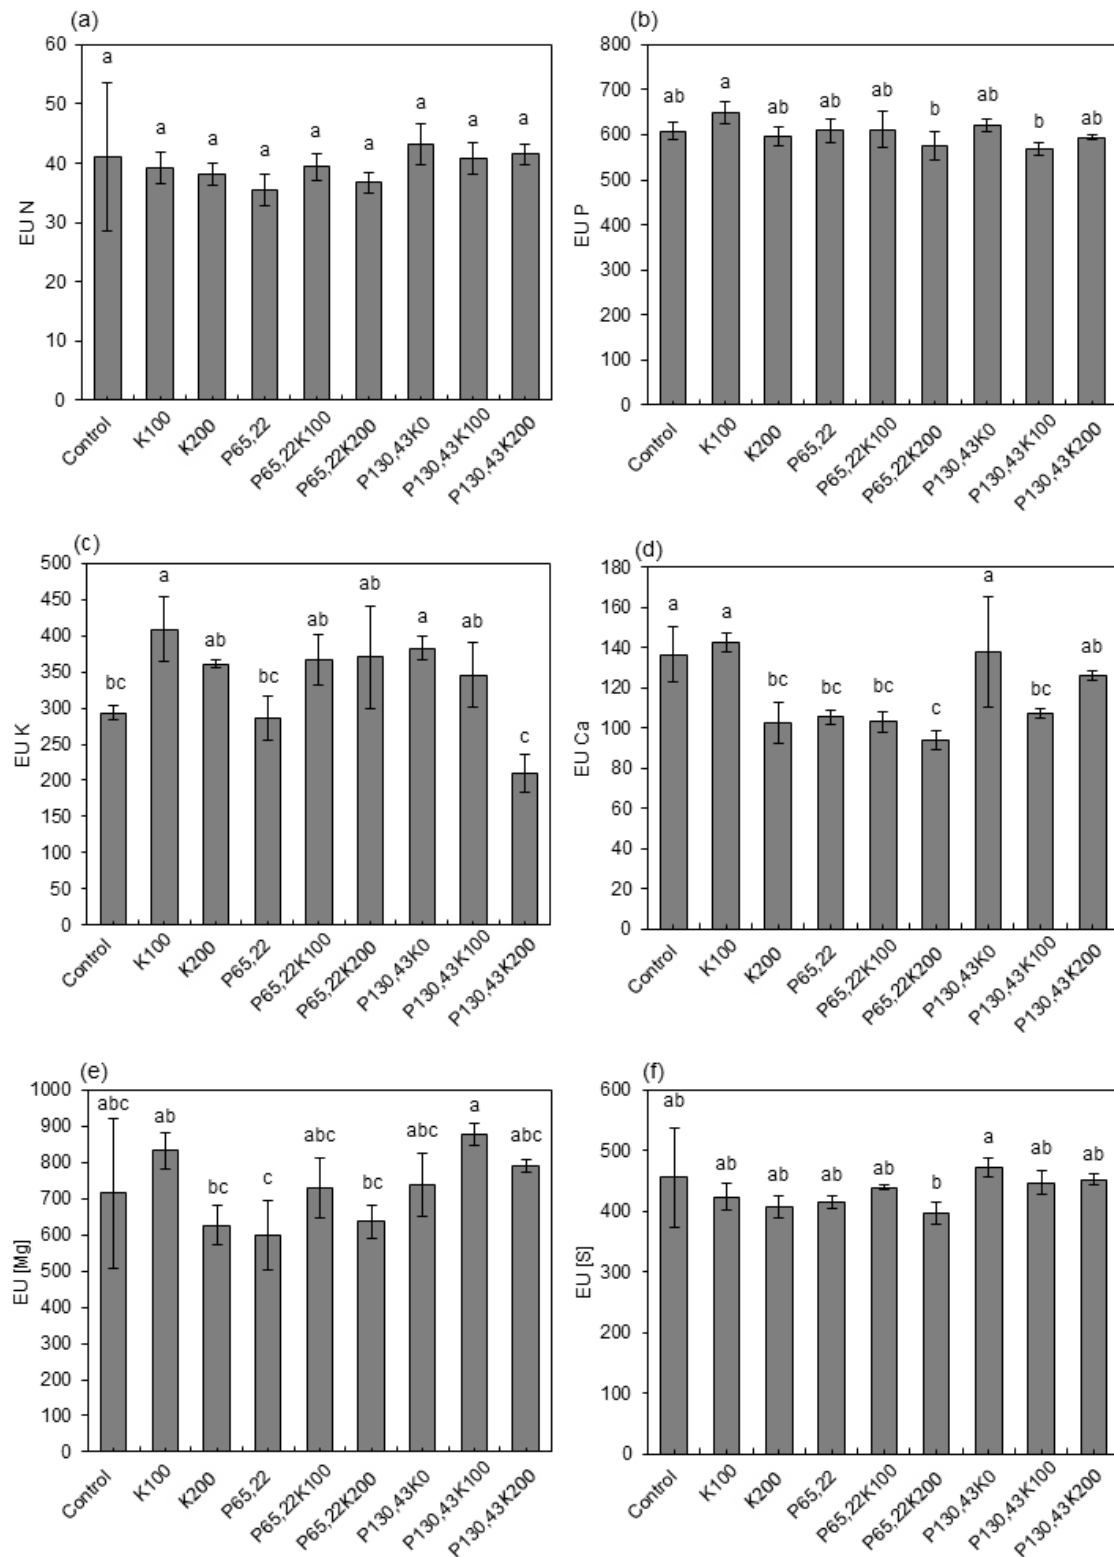 (a)
60
50
40
30
20
10
0
EU N
a a a a a a a a a
Control K100 K200 P65,22 P65,22K100 P65,22K200 P130,43K0 P130,43K100 P130,43K200
(b)
800
700
600
500
400
300
200
100
0
EU P
ab a ab ab ab b ab b ab
Control K100 K200 P65,22 P65,22K100 P65,22K200 P130,43K0 P130,43K100 P130,43K200
(c)
500
450
400
350
300
250
200
150
100
50
0
EU K
bc a ab bc ab ab a ab c
Control K100 K200 P65,22 P65,22K100 P65,22K200 P130,43K0 P130,43K100 P130,43K200
(d)
180
160
140
120
100
80
60
40
20
0
EU Ca
a a bc bc bc c a bc ab
Control K100 K200 P65,22 P65,22K100 P65,22K200 P130,43K0 P130,43K100 P130,43K200
(e)
1000
900
800
700
600
500
400
300
200
100
0
EU [Mg]
abc ab bc c abc bc abc a abc
Control K100 K200 P65,22 P65,22K100 P65,22K200 P130,43K0 P130,43K100 P130,43K200
(f)
600
500
400
300
200
100
0
EU [S]
ab ab ab ab ab b a ab ab
Control K100 K200 P65,22 P65,22K100 P65,22K200 P130,43K0 P130,43K100 P130,43K200